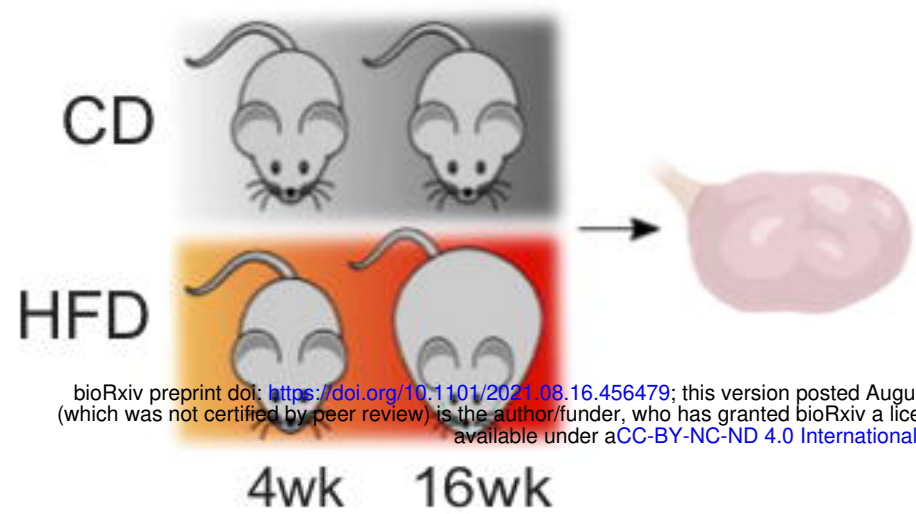 CD
HFD
bioRxiv preprint doi: https://doi.org/10.1101/2021.08.16.456479; this version posted Augu
(which was not certified by peer review) is the author/funder, who has granted bioRxiv a lice
available under aCC-BY-NC-ND 4.0 International
4wk 16wk